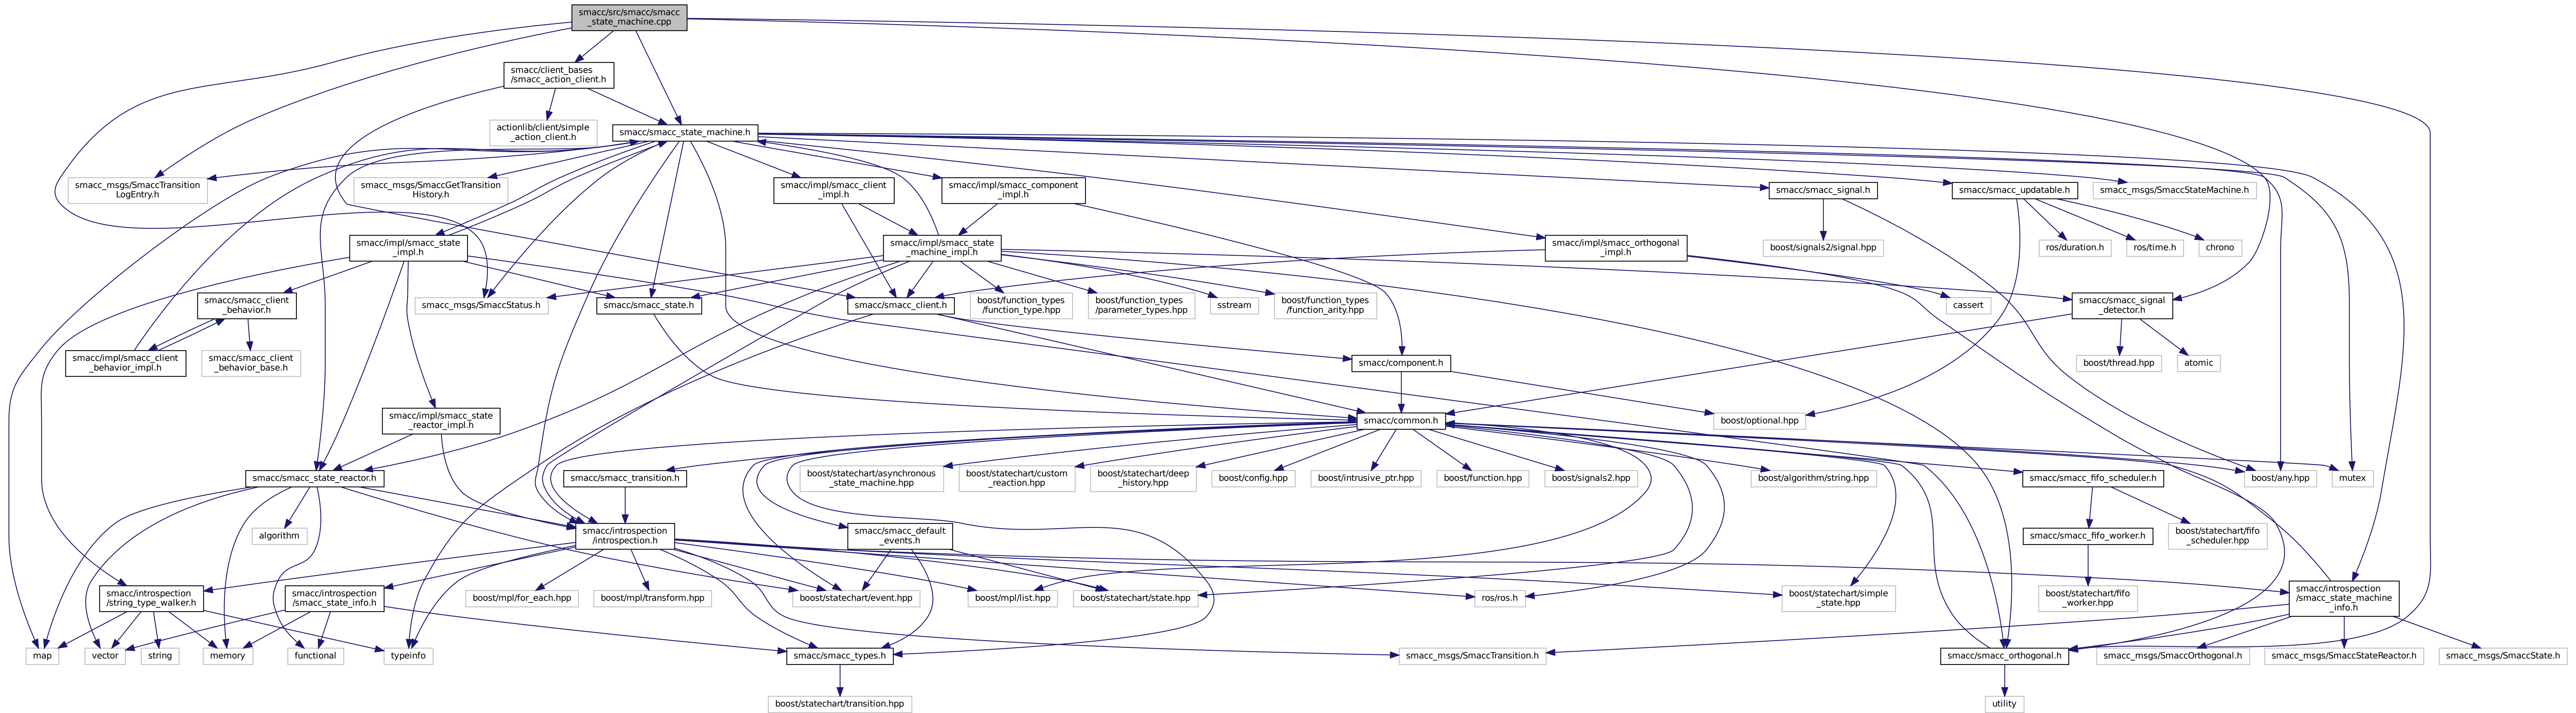 smacc/src/smacc/smacc
_state_machine.cpp
smacc/client_bases
/smacc_action_client.h
actionlib/client/simple
_action_client.h
smacc/smacc_state_machine.h
smacc_msgs/SmaccTransition
LogEntry.h
smacc_msgs/SmaccGetTransition
History.h
smacc/impl/smacc_client
_impl.h
smacc/impl/smacc_component
_impl.h
smacc/smacc_signal.h
smacc/smacc_updatable.h
smacc_msgs/SmaccStateMachine.h
smacc/impl/smacc_state
_impl.h
smacc/impl/smacc_state
_machine_impl.h
smacc/impl/smacc_orthogonal
_impl.h
boost/signals2/signal.hpp
ros/duration.h
ros/time.h
chrono
smacc/smacc_client
_behavior.h
smacc_msgs/SmaccStatus.h
smacc/smacc_state.h
smacc/smacc_client.h
boost/function_types
/function_type.hpp
boost/function_types
/parameter_types.hpp
sstream
boost/function_types
/function_arity.hpp
cassert
smacc/smacc_signal
_detector.h
smacc/impl/smacc_client
_behavior_impl.h
smacc/smacc_client
_behavior_base.h
smacc/component.h
boost/thread.hpp
atomic
smacc/impl/smacc_state
_reactor_impl.h
smacc/common.h
boost/optional.hpp
smacc/smacc_state_reactor.h
smacc/smacc_transition.h
boost/statechart/asynchronous
_state_machine.hpp
boost/statechart/custom
_reaction.hpp
boost/statechart/deep
_history.hpp
boost/config.hpp
boost/intrusive_ptr.hpp
boost/function.hpp
boost/signals2.hpp
boost/algorithm/string.hpp
smacc/smacc_fifo_scheduler.h
boost/any.hpp
mutex
algorithm
smacc/introspection
/introspection.h
smacc/smacc_default
_events.h
smacc/smacc_fifo_worker.h
boost/statechart/fifo
_scheduler.hpp
smacc/introspection
/string_type_walker.h
smacc/introspection
/smacc_state_info.h
boost/mpl/for_each.hpp
boost/mpl/transform.hpp
boost/statechart/event.hpp
boost/mpl/list.hpp
boost/statechart/state.hpp
ros/ros.h
boost/statechart/simple
_state.hpp
boost/statechart/fifo
_worker.hpp
smacc/introspection
/smacc_state_machine
_info.h
map
vector
string
memory
functional
typeinfo
smacc/smacc_types.h
smacc_msgs/SmaccTransition.h
smacc/smacc_orthogonal.h
smacc_msgs/SmaccOrthogonal.h
smacc_msgs/SmaccStateReactor.h
smacc_msgs/SmaccState.h
boost/statechart/transition.hpp
utility